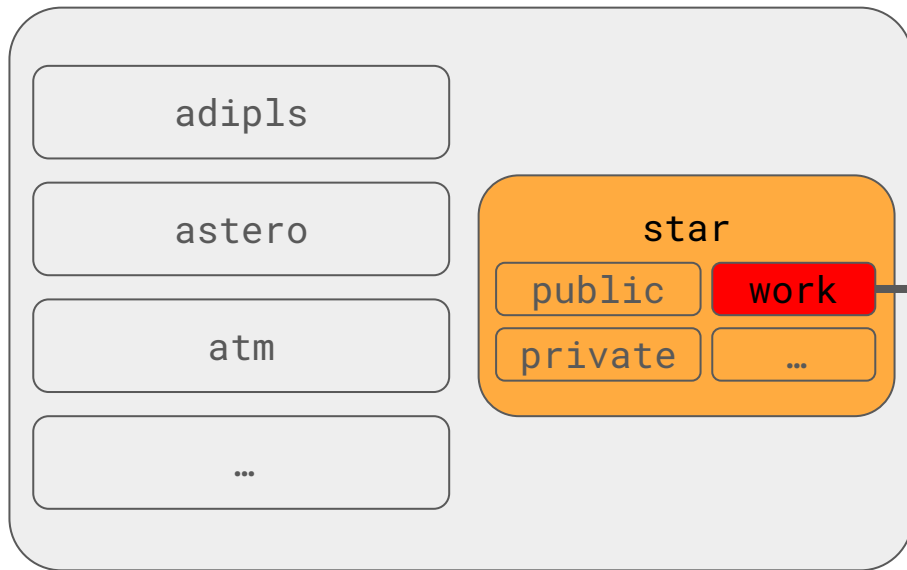 adipls
astero
atm
…
star
public
work
private
…